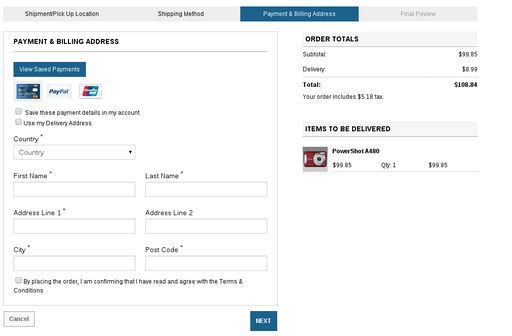 Shipment/Pick Up Location
Shipping Method
Payment & Billing Address
Final Preview
PAYMENT & BILLING ADDRESS
View Saved Payments
PayPal
Save these payment details in my account
Use my Delivery Address
Country *
Country
First Name *
Last Name *
Address Line 1 *
Address Line 2
City *
Post Code *
By placing the order, I am confirming that I have read and agree with the Terms &
Conditions
Cancel
NEXT
ORDER TOTALS
Subtotal: $99.85
Delivery: $8.99
Total: $108.84
Your order includes $5.18 tax.
ITEMS TO BE DELIVERED
PowerShot A480
$99.85 Qty: 1 $99.85